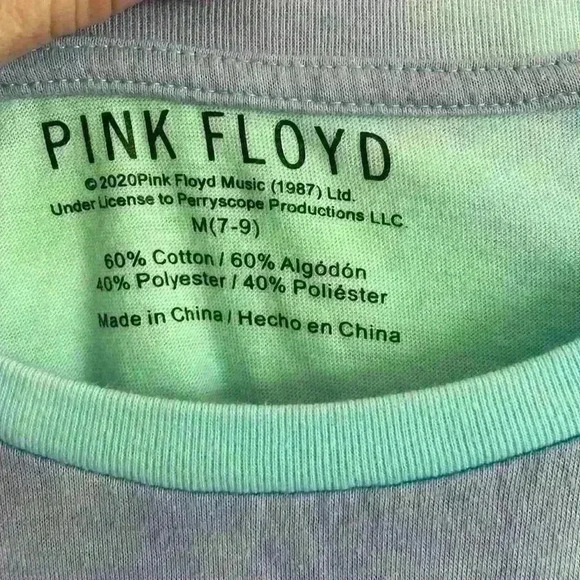 PINK FLOYD
©2020Pink Floyd Music (1987) Ltd.
Under License to Perryscope Productions LLC.
M(7-9)
60% Cotton / 60% Algódón
40% Polyester / 40% Poliéster
Made in China / Hecho en China